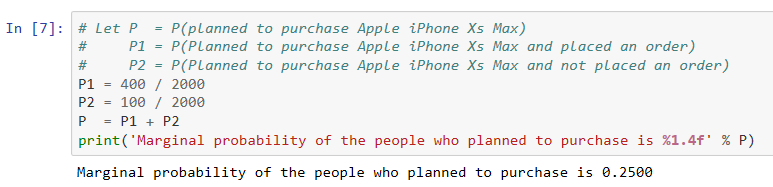 In [7]: # Let P  = P(planned to purchase Apple iPhone Xs Max)
#     P1 = P(Planned to purchase Apple iPhone Xs Max and placed an order)
#     P2 = P(Planned to purchase Apple iPhone Xs Max and not placed an order)
P1 = 400 / 2000
P2 = 100 / 2000
P  = P1 + P2
print('Marginal probability of the people who planned to purchase is %1.4f' % P)
Marginal probability of the people who planned to purchase is 0.2500